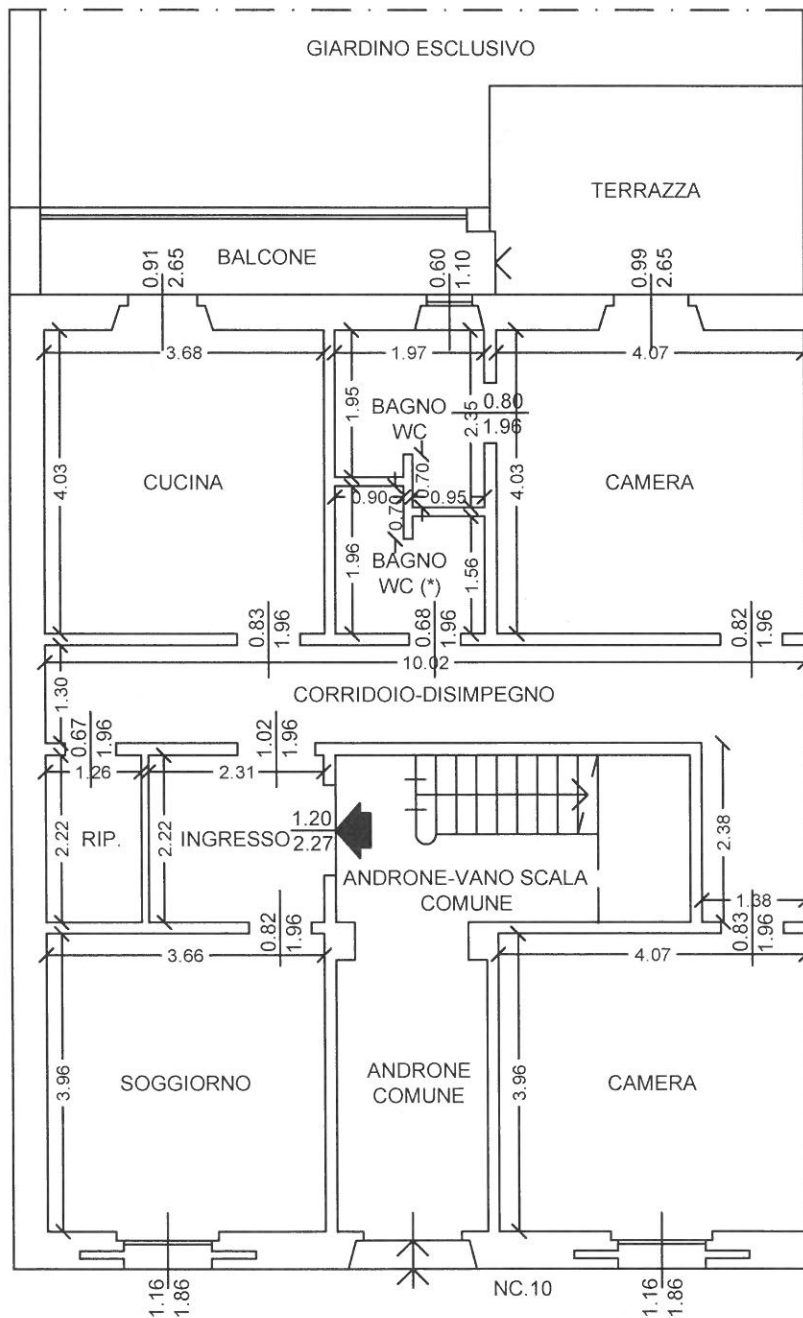 GIARDINO ESCLUSIVO
TERRAZZA
BALCONE
0.91
2.65
0.60
1.10
0.99
2.65
3.68
1.97
4.07
1.95
BAGNO
WC
2.35
0.80
1.96
4.03
CUCINA
0.70
4.03
CAMERA
0.90
0.95
0.70
1.96
BAGNO
WC (*)
1.56
0.83
1.96
0.68
1.96
0.82
1.96
10.02
1.30
CORRIDOIO-DISIMPEGNO
0.67
1.96
1.02
1.96
1.26
2.31
2.22
RIP.
2.22
INGRESSO
1.20
2.27
2.38
ANDRONE-VANO SCALA
COMUNE
1.38
0.82
1.96
0.83
1.96
3.66
4.07
3.96
SOGGIORNO
ANDRONE
COMUNE
3.96
CAMERA
NC.10
1.16
1.86
1.16
1.86